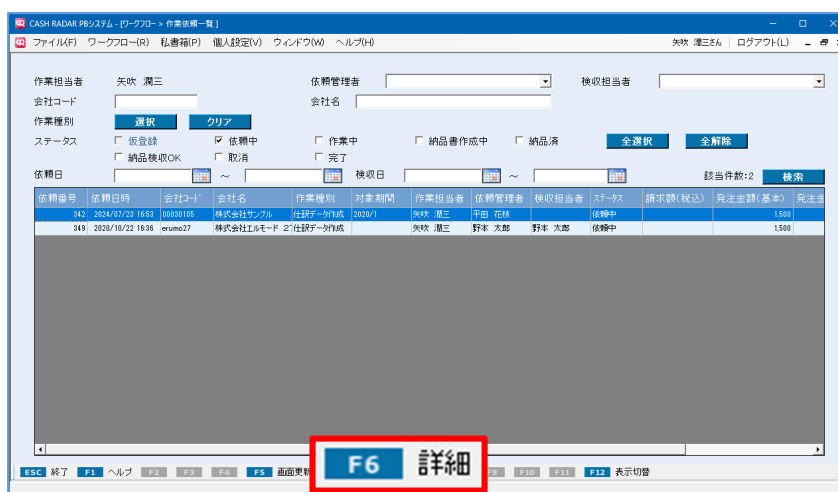 CASH RADAR PBシステム - [ワークフロー > 作業依頼一覧 ]
ファイル(F) ワークフロー(R) 私書箱(P) 個人設定(V) ウィンドウ(W) ヘルプ(H) 矢吹 潤三さん ログアウト(L)
作業担当者 矢吹 潤三 依頼管理者 検収担当者
会社コード 会社名
作業種別 選択 クリア
ステータス 仮登録 依頼中 作業中 納品書作成中 納品済 全選択 全解除
納品検収OK 取消 完了
依頼日 ～ 検収日 ～ 該当件数:2 検索
依頼番号 依頼日時 会社コード 会社名 作業種別 対象期間 作業担当者 依頼管理者 検収担当者 ステータス 請求額(税込) 発注金額(基本) 発注金
342 2024/07/23 16:53 00030105 株式会社サンプル 仕訳データ作成 2020/1 矢吹 潤三 平田 花枝 依頼中 1,500
349 2020/10/22 16:36 erumo27 株式会社エルモード 27 仕訳データ作成 矢吹 潤三 野本 太郎 野本 太郎 依頼中 1,500
ESC 終了 F1 ヘルプ F2 F3 F4 F5 画面更新 F6 詳細 F9 F10 F11 F12 表示切替